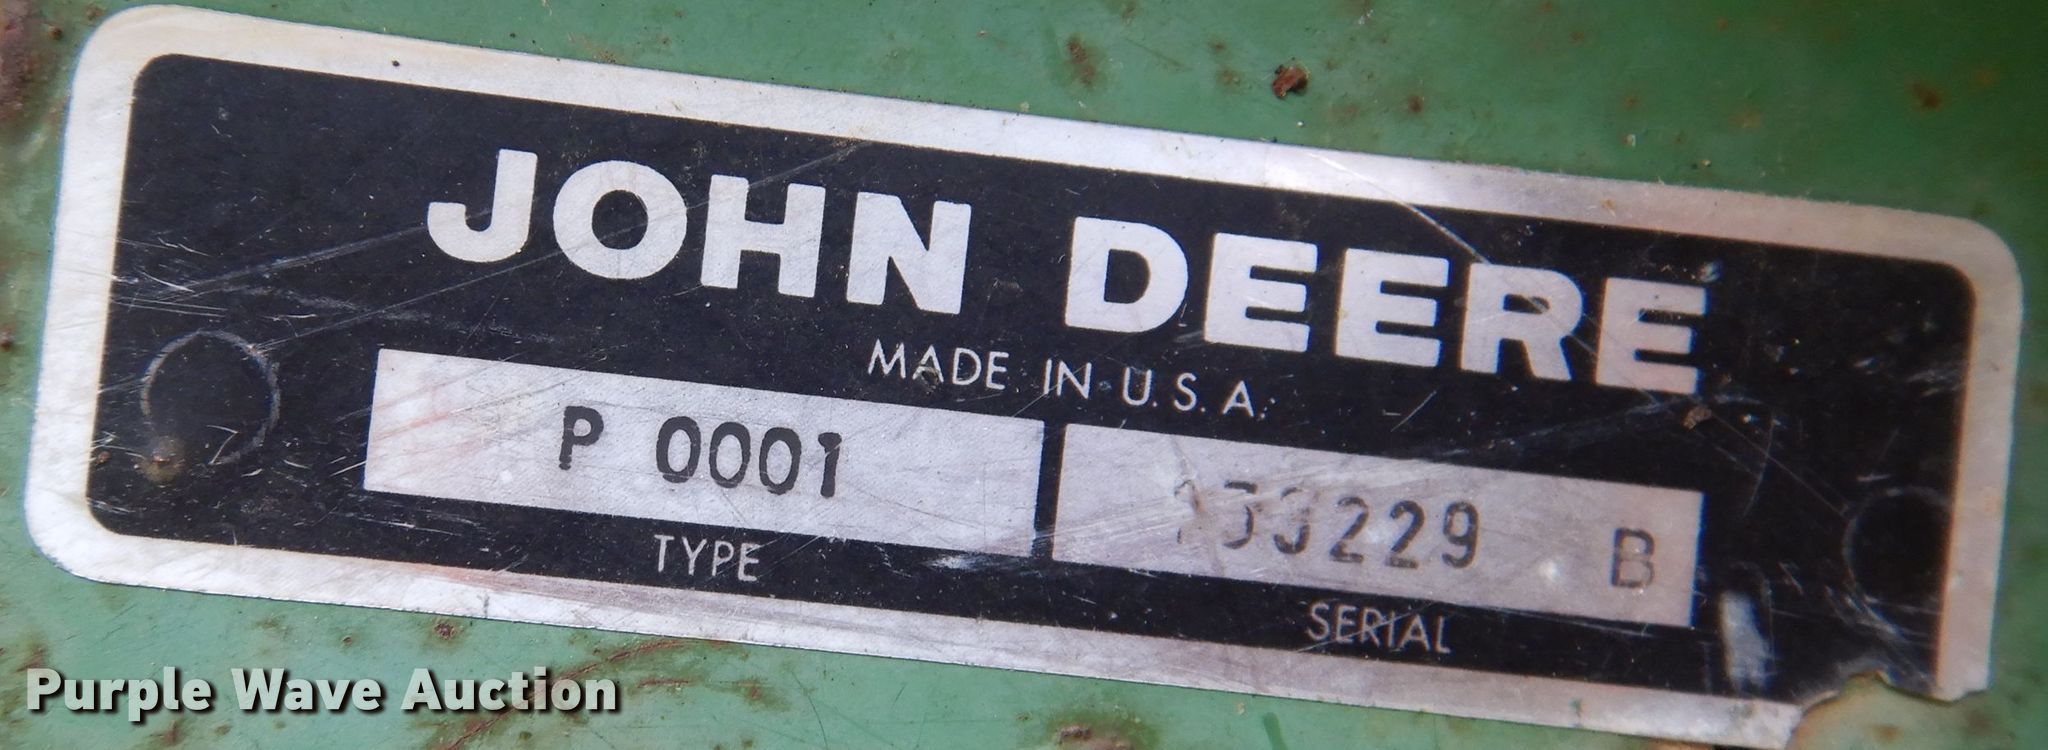 JOHN DEERE
MADE IN U.S.A.
P 0001
B
TYPE
SERIAL
Purple Wave Auction